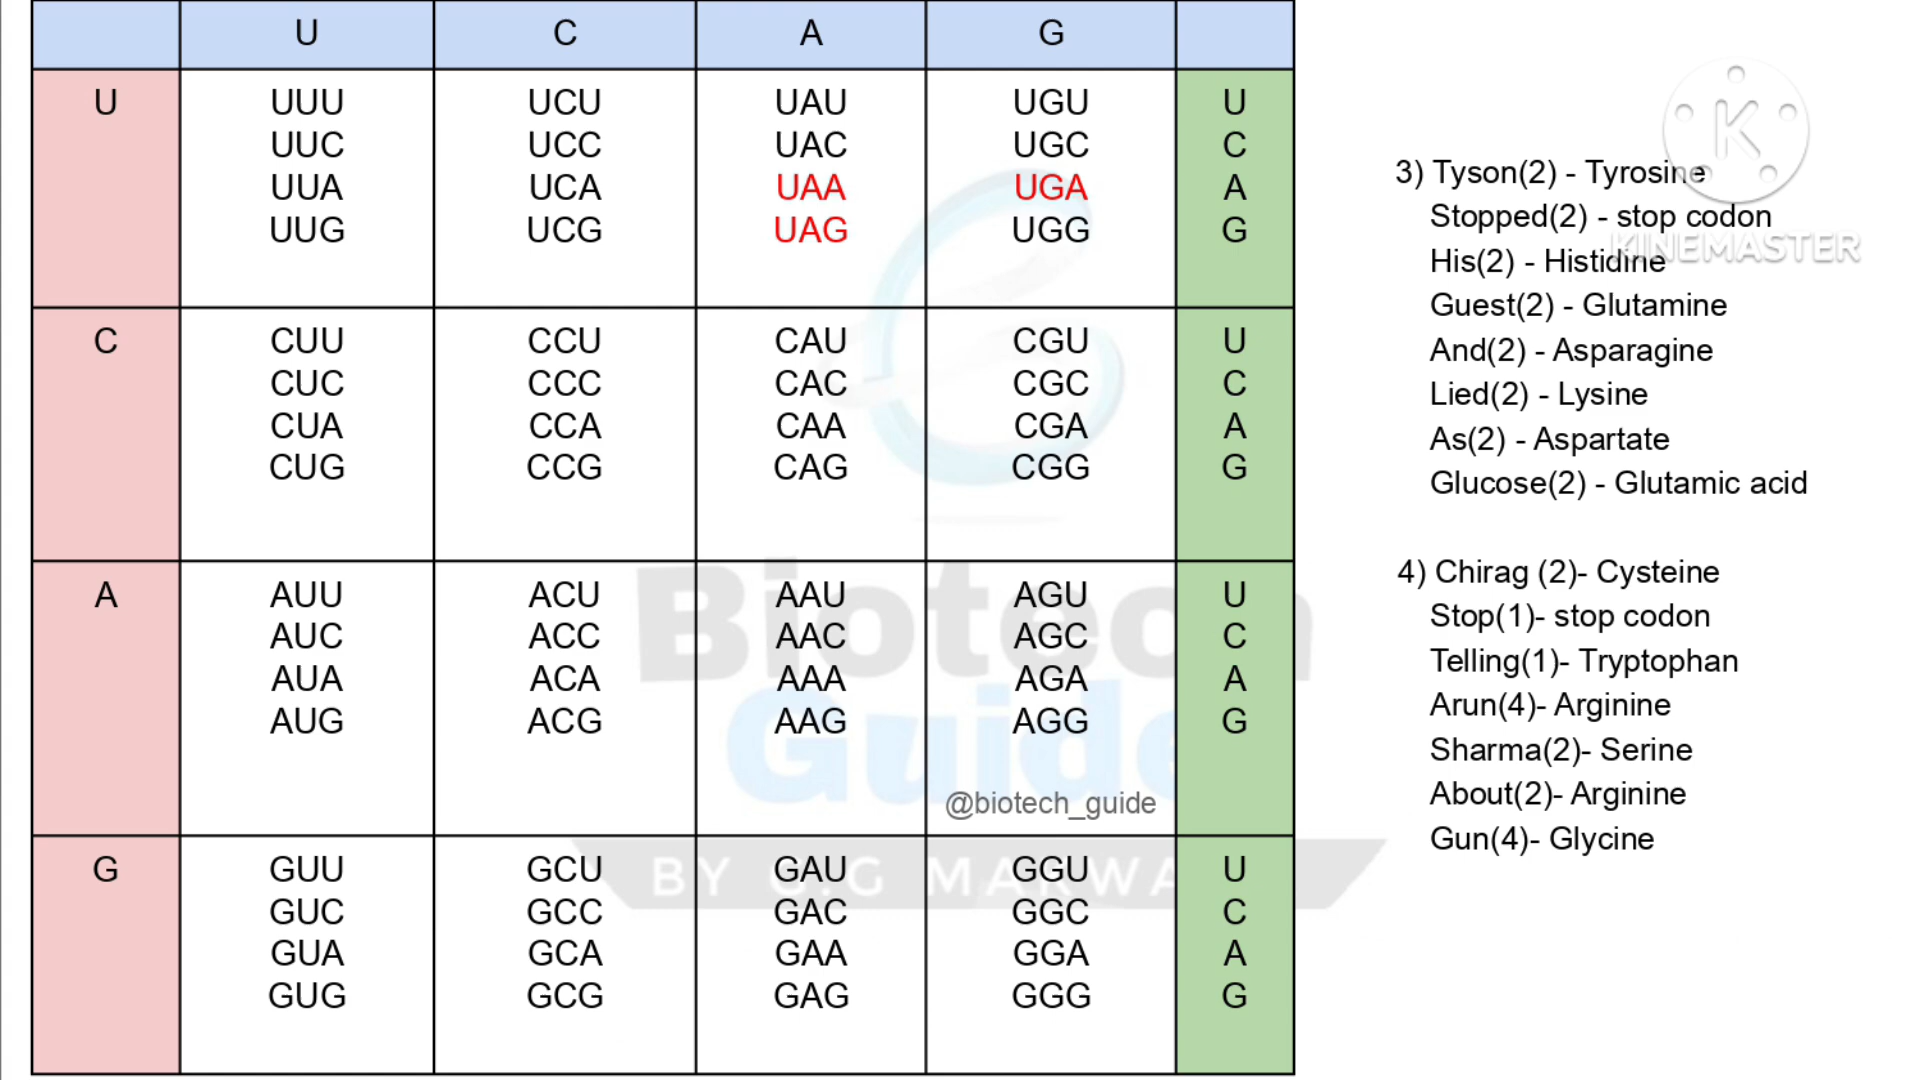 U C A G
U UUU UCU UAU UGU U
UUC UCC UAC UGC C
UUA UCA UAA UGA A
UUG UCG UAG UGG G
C CUU CCU CAU CGU U
CUC CCC CAC CGC C
CUA CCA CAA CGA A
CUG CCG CAG CGG G
A AUU ACU AAU AGU U
AUC ACC AAC AGC C
AUA ACA AAA AGA A
AUG ACG AAG AGG G
@biotech_guide
G GUU GCU GAU GGU U
GUC GCC GAC GGC C
GUA GCA GAA GGA A
GUG GCG GAG GGG G
Biotech
Guide
BY G.G
K
KINEMASTER
3) Tyson(2) - Tyrosine
Stopped(2) - stop codon
His(2) - Histidine
Guest(2) - Glutamine
And(2) - Asparagine
Lied(2) - Lysine
As(2) - Aspartate
Glucose(2) - Glutamic acid
4) Chirag (2)- Cysteine
Stop(1)- stop codon
Telling(1)- Tryptophan
Arun(4)- Arginine
Sharma(2)- Serine
About(2)- Arginine
Gun(4)- Glycine